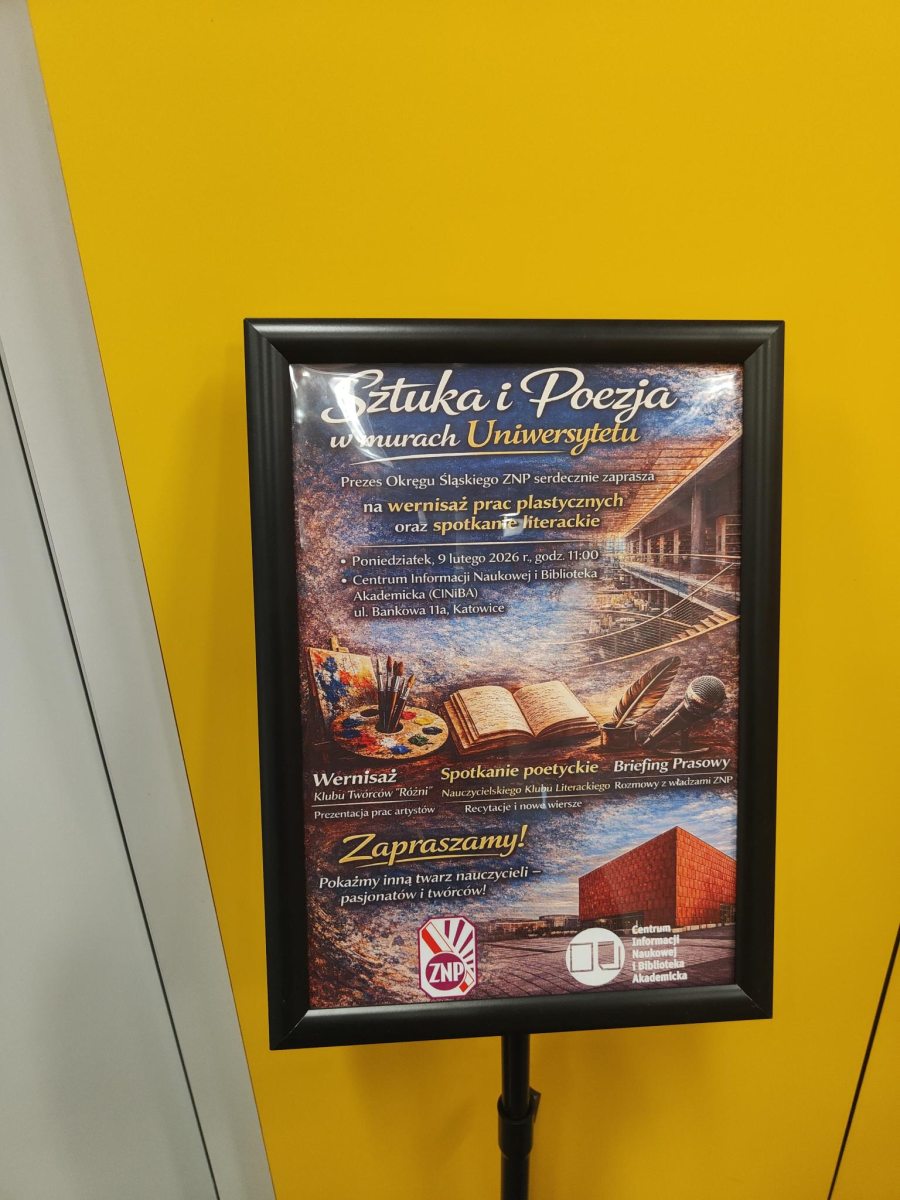 Sztuka i Poezja
w murach Uniwersytetu
Prezes Okręgu Śląskiego ZNP serdecznie zaprasza
na wernisaż prac plastycznych
oraz spotkanie literackie
• Poniedziałek, 9 lutego 2026 r., godz. 11:00
• Centrum Informacji Naukowej i Biblioteka
Akademicka (CINiBA)
ul. Bankowa 11a, Katowice
Wernisaż
Klubu Twórców "Różni"
Prezentacja prac artystów
Spotkanie poetyckie
Nauczycielskiego Klubu Literackiego
Recytacje i nowe wiersze
Briefing Prasowy
Rozmowy z władzami ZNP
Zapraszamy!
Pokażmy inną twarz nauczycieli –
pasjonatów i twórców!
ZNP
Centrum
Informacji
Naukowej
i Biblioteka
Akademicka